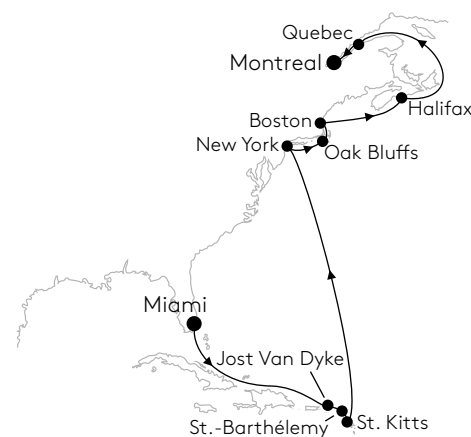 Quebec
Montreal
Halifax
Boston
New York
Oak Bluffs
Miami
Jost Van Dyke
St.-Barthélemy
St. Kitts